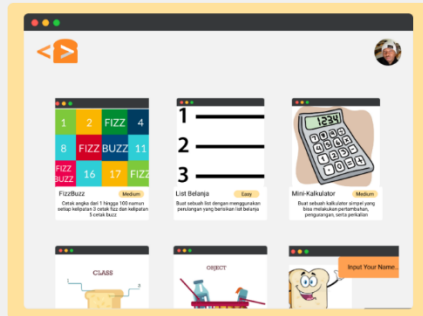 1 2 FIZZ 4
8 FIZZ BUZZ 11
FIZZ BUZZ 16 17 FIZZ
FizzBuzz Medium
Cetak angka dari 1 hingga 100 namun
setiap kelipatan 3 cetak fizz dan kelipatan
5 cetak buzz
1
2
3
List Belanja Easy
Buat sebuah list dengan menggunakan
perulangan yang berisikan list belanja
1234
Mini-Kalkulator Medium
Buat sebuah kalkulator simpel yang
bisa melakukan pertambahan,
pengurangan, serta perkalian
CLASS
OBJECT
Input Your Name..